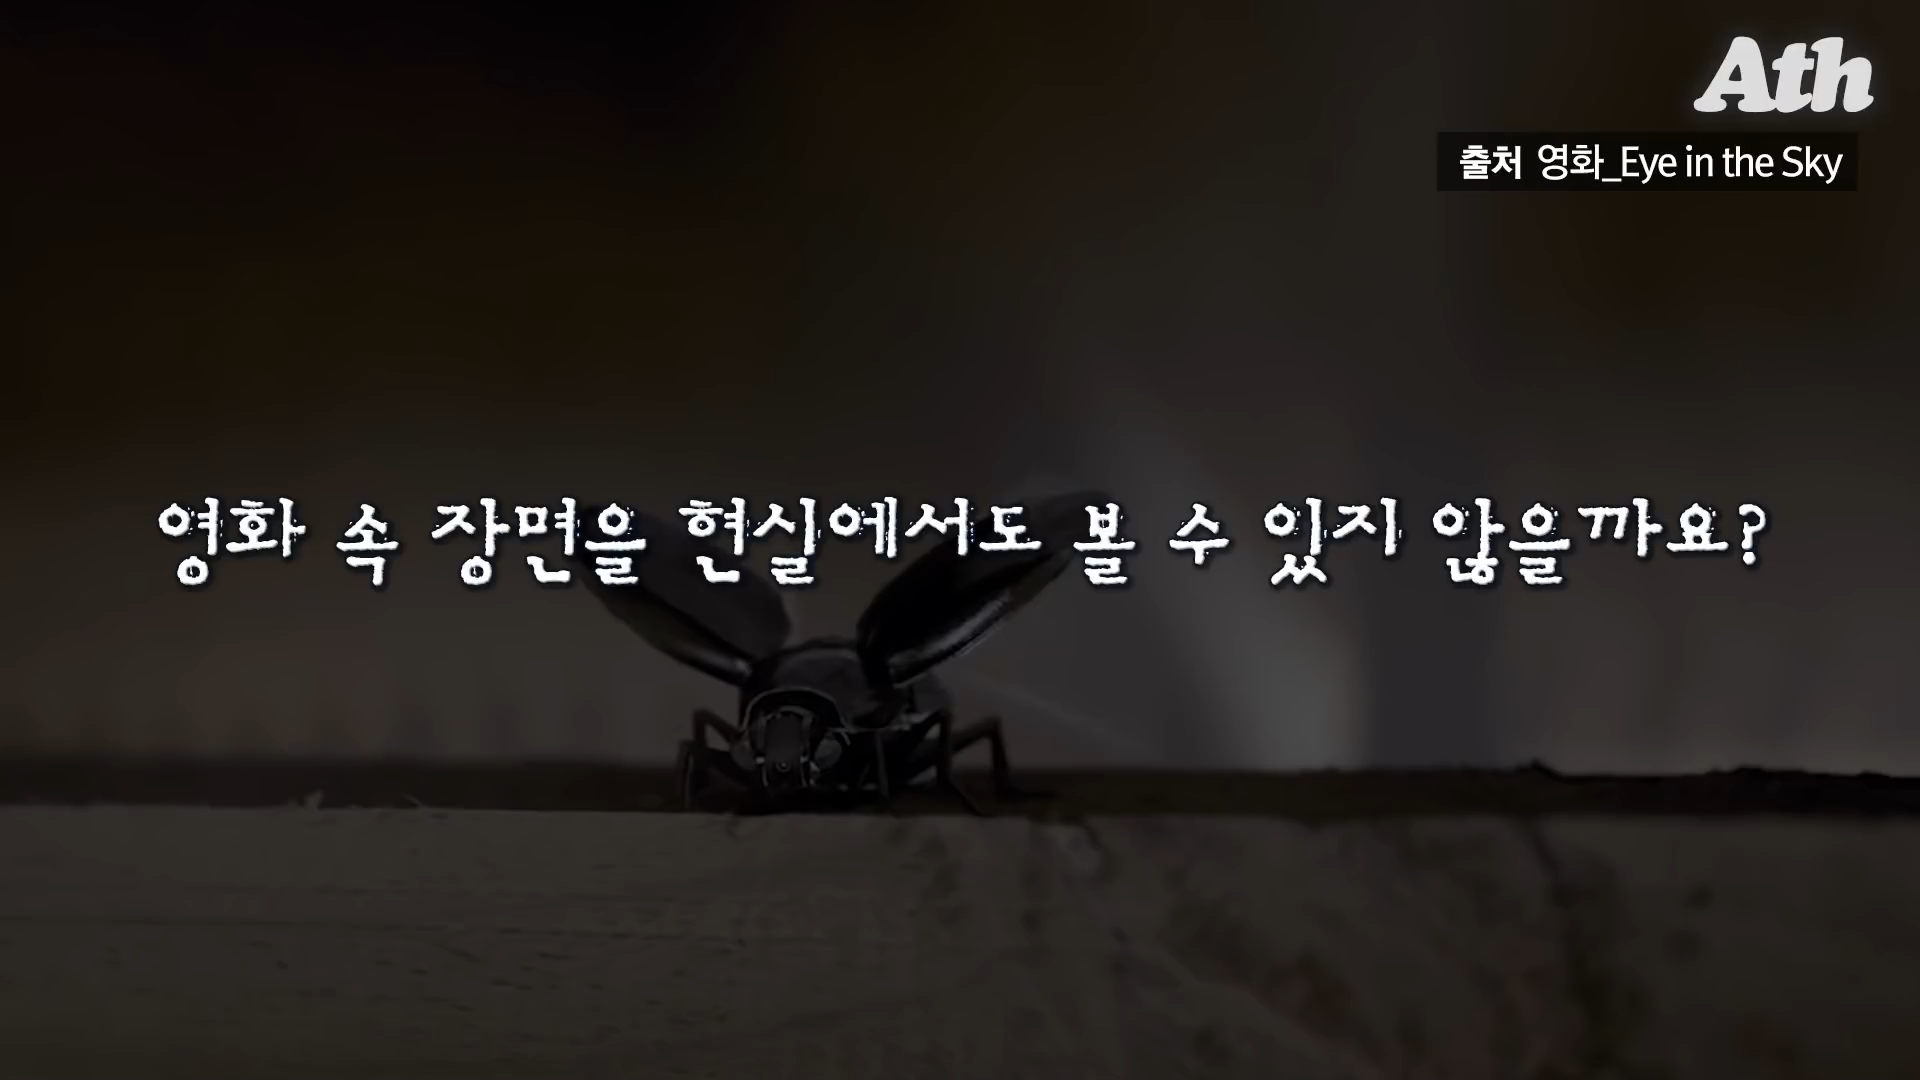 Ath
출처 영화_Eye in the Sky
영화 속 장면을 현실에서도 볼 수 있지 않을까요?